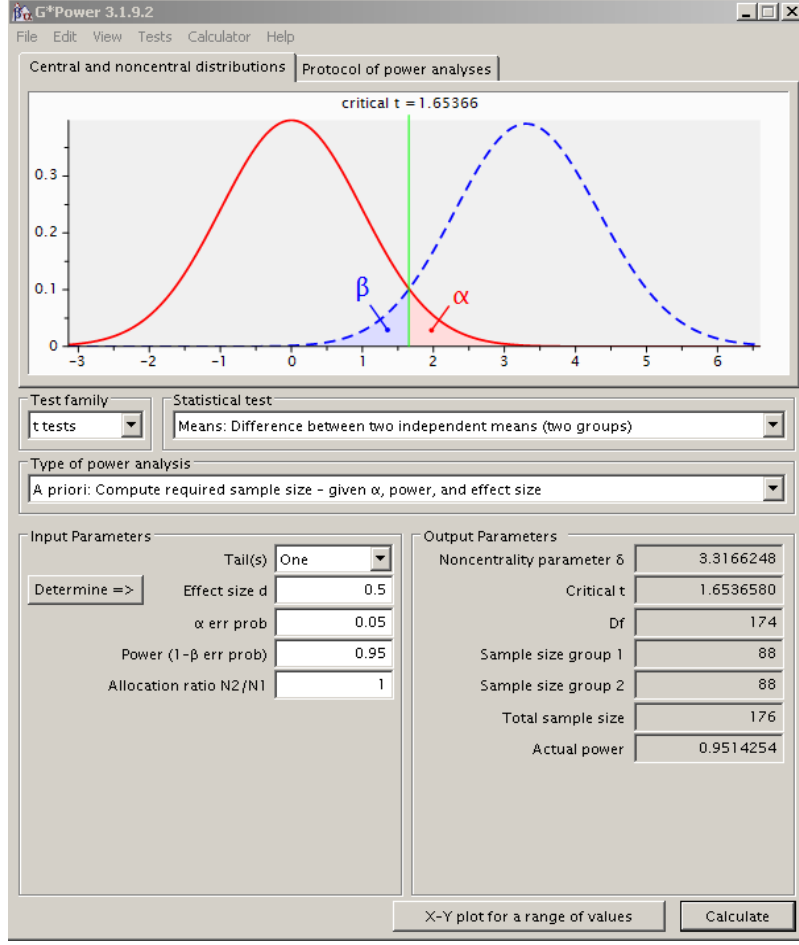 βα G*Power 3.1.9.2
File Edit View Tests Calculator Help
Central and noncentral distributions Protocol of power analyses
critical t = 1.65366
0.3
0.2
0.1
0
β α
-3 -2 -1 0 1 2 3 4 5 6
Test family Statistical test
t tests Means: Difference between two independent means (two groups)
Type of power analysis
A priori: Compute required sample size - given α, power, and effect size
Input Parameters Output Parameters
Tail(s) One Noncentrality parameter δ 3.3166248
Determine => Effect size d 0.5 Critical t 1.6536580
α err prob 0.05 Df 174
Power (1-β err prob) 0.95 Sample size group 1 88
Allocation ratio N2/N1 1 Sample size group 2 88
Total sample size 176
Actual power 0.9514254
X-Y plot for a range of values Calculate